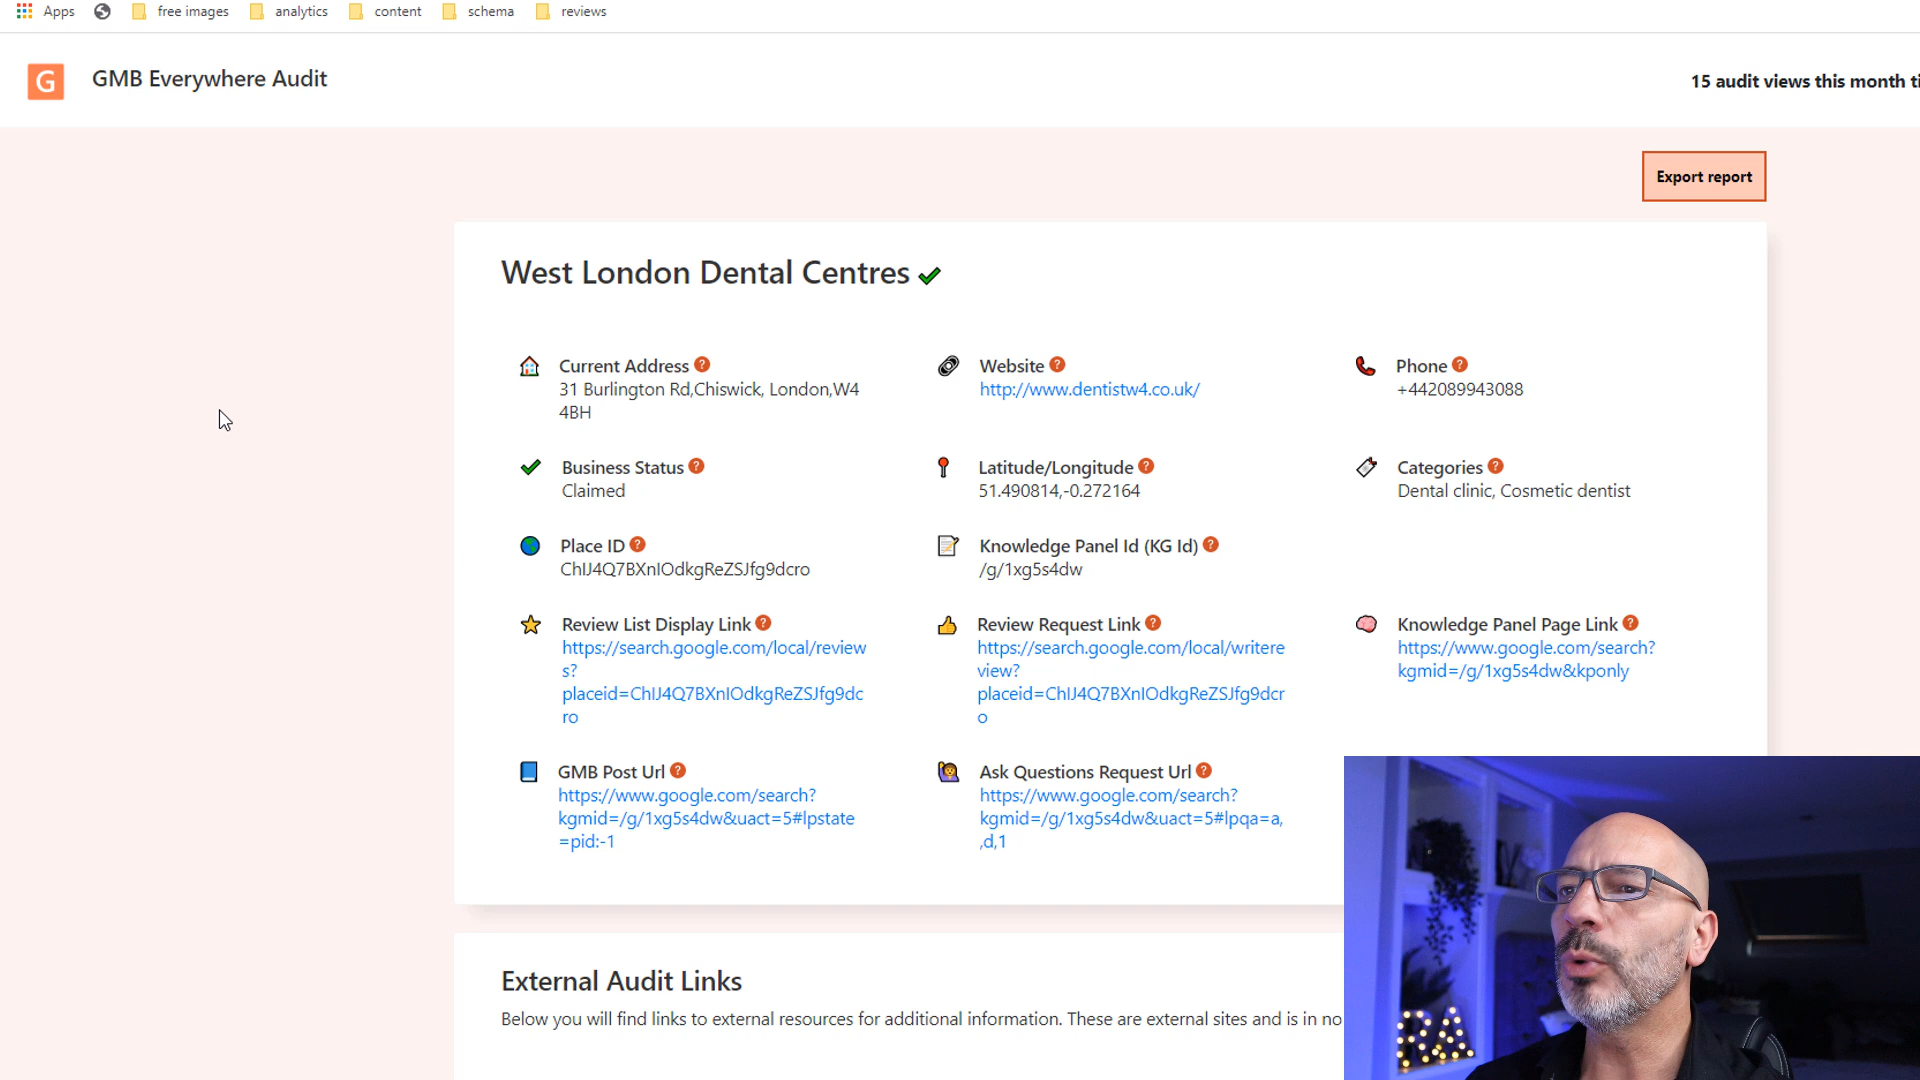 Apps free images analytics content schema reviews
G GMB Everywhere Audit
15 audit views this month
Export report
West London Dental Centres
Current Address ?
31 Burlington Rd,Chiswick, London,W4
4BH
Website ?
http://www.dentistw4.co.uk/
Phone ?
+442089943088
Business Status ?
Claimed
Latitude/Longitude ?
51.490814,-0.272164
Categories ?
Dental clinic, Cosmetic dentist
Place ID ?
ChIJ4Q7BXnIOdkgReZSJfg9dcro
Knowledge Panel Id (KG Id) ?
/g/1xg5s4dw
Review List Display Link ?
https://search.google.com/local/review
s?
placeid=ChIJ4Q7BXnIOdkgReZSJfg9dc
ro
Review Request Link ?
https://search.google.com/local/writere
view?
placeid=ChIJ4Q7BXnIOdkgReZSJfg9dcr
o
Knowledge Panel Page Link ?
https://www.google.com/search?
kgmid=/g/1xg5s4dw&kponly
GMB Post Url ?
https://www.google.com/search?
kgmid=/g/1xg5s4dw&uact=5#lpstate
=pid:-1
Ask Questions Request Url ?
https://www.google.com/search?
kgmid=/g/1xg5s4dw&uact=5#lpqa=a,
,d,1
External Audit Links
Below you will find links to external resources for additional information. These are external sites and is in no
RA